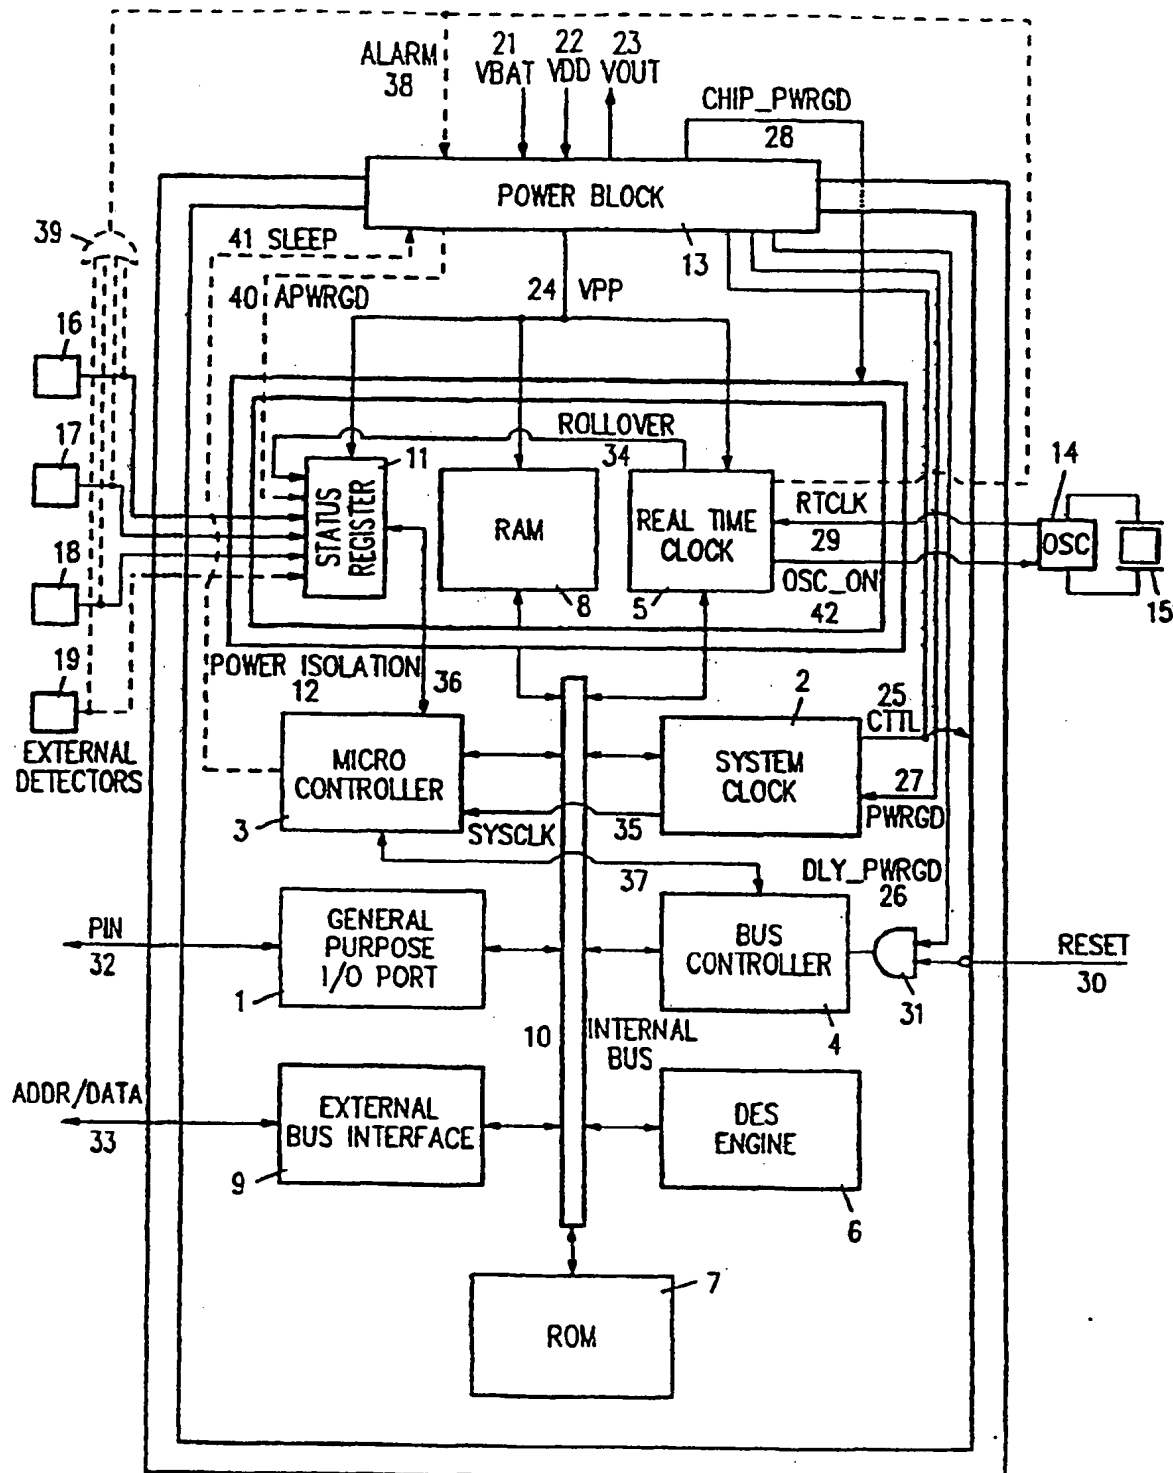 ALARM
38
21
VBAT
22
VDD
23
VOUT
CHIP_PWRGD
28
POWER BLOCK
13
39
41 SLEEP
40 APWRGD
24 VPP
16
17
18
19
EXTERNAL
DETECTORS
ROLLOVER
34
11
STATUS
REGISTER
RAM
8
REAL TIME
CLOCK
5
RTCLK
29
OSC_ON
42
14
OSC
15
POWER ISOLATION
12
36
MICRO
CONTROLLER
3
SYSCLK
35
37
2
SYSTEM
CLOCK
25
CTTL
27
PWRGD
DLY_PWRGD
26
PIN
32
GENERAL
PURPOSE
I/O PORT
1
BUS
CONTROLLER
4
31
RESET
30
10
INTERNAL
BUS
ADDR/DATA
33
EXTERNAL
BUS INTERFACE
9
DES
ENGINE
6
7
ROM